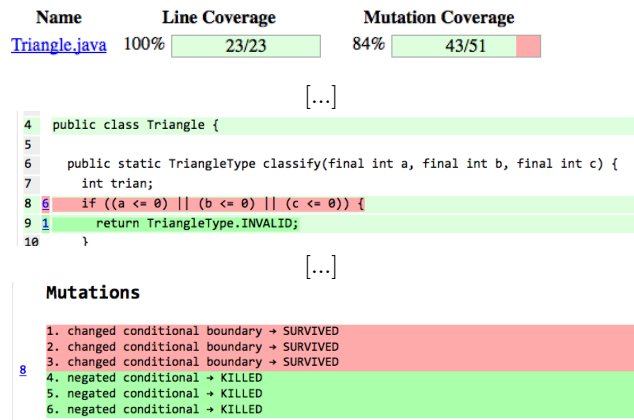 Name Line Coverage Mutation Coverage
Triangle.java 100% 23/23 84% 43/51
[...]
4 public class Triangle {
5
6 public static TriangleType classify(final int a, final int b, final int c) {
7 int trian;
8 6 if ((a <= 0) || (b <= 0) || (c <= 0)) {
9 1 return TriangleType.INVALID;
10 }
[...]
Mutations
1. changed conditional boundary → SURVIVED
2. changed conditional boundary → SURVIVED
3. changed conditional boundary → SURVIVED
8
4. negated conditional → KILLED
5. negated conditional → KILLED
6. negated conditional → KILLED